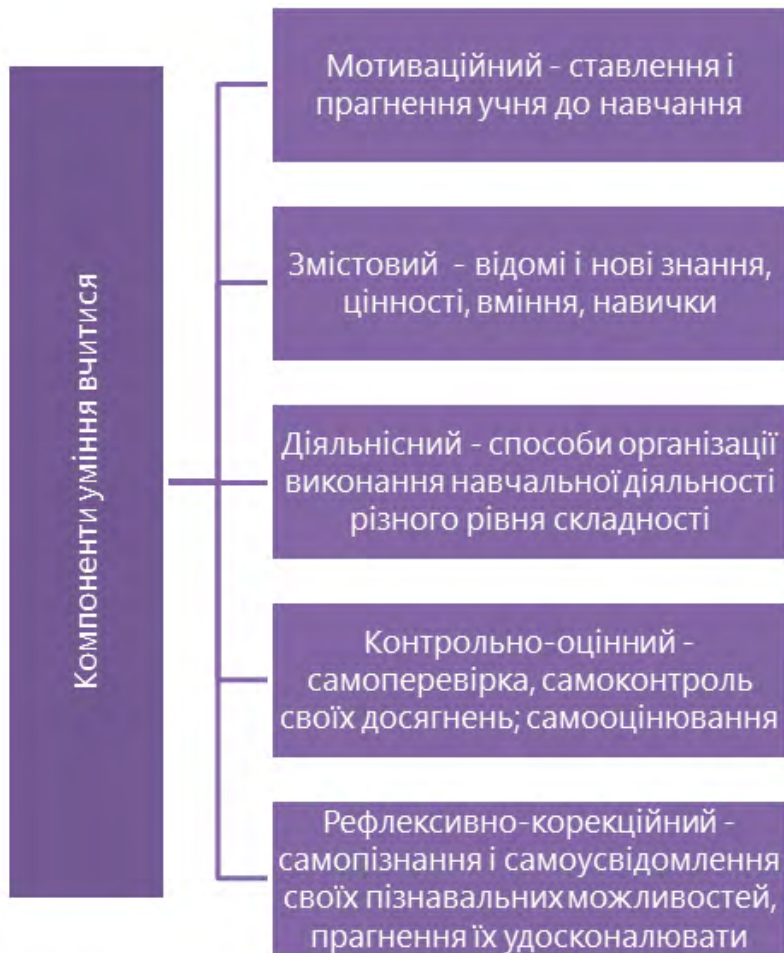 Компоненти уміння вчитися
Мотиваційний - ставлення і
прагнення учня до навчання
Змістовий - відомі і нові знання,
цінності, вміння, навички
Діяльнісний - способи організації
виконання навчальної діяльності
різного рівня складності
Контрольно-оцінний -
самоперевірка, самоконтроль
своїх досягнень; самооцінювання
Рефлексивно-корекційний -
самопізнання і самоусвідомлення
своїх пізнавальних можливостей,
прагнення їх удосконалювати